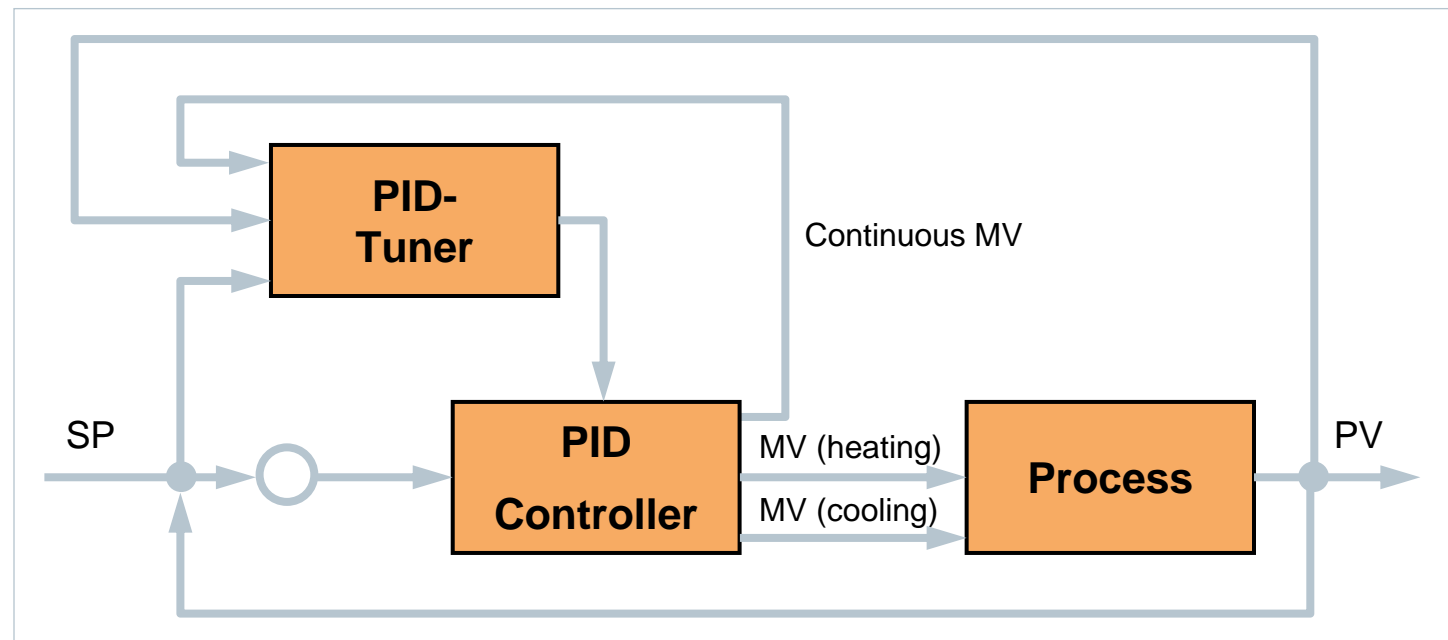 PID-
Tuner
Continuous MV
SP
PID
Controller
MV (heating)
MV (cooling)
Process
PV